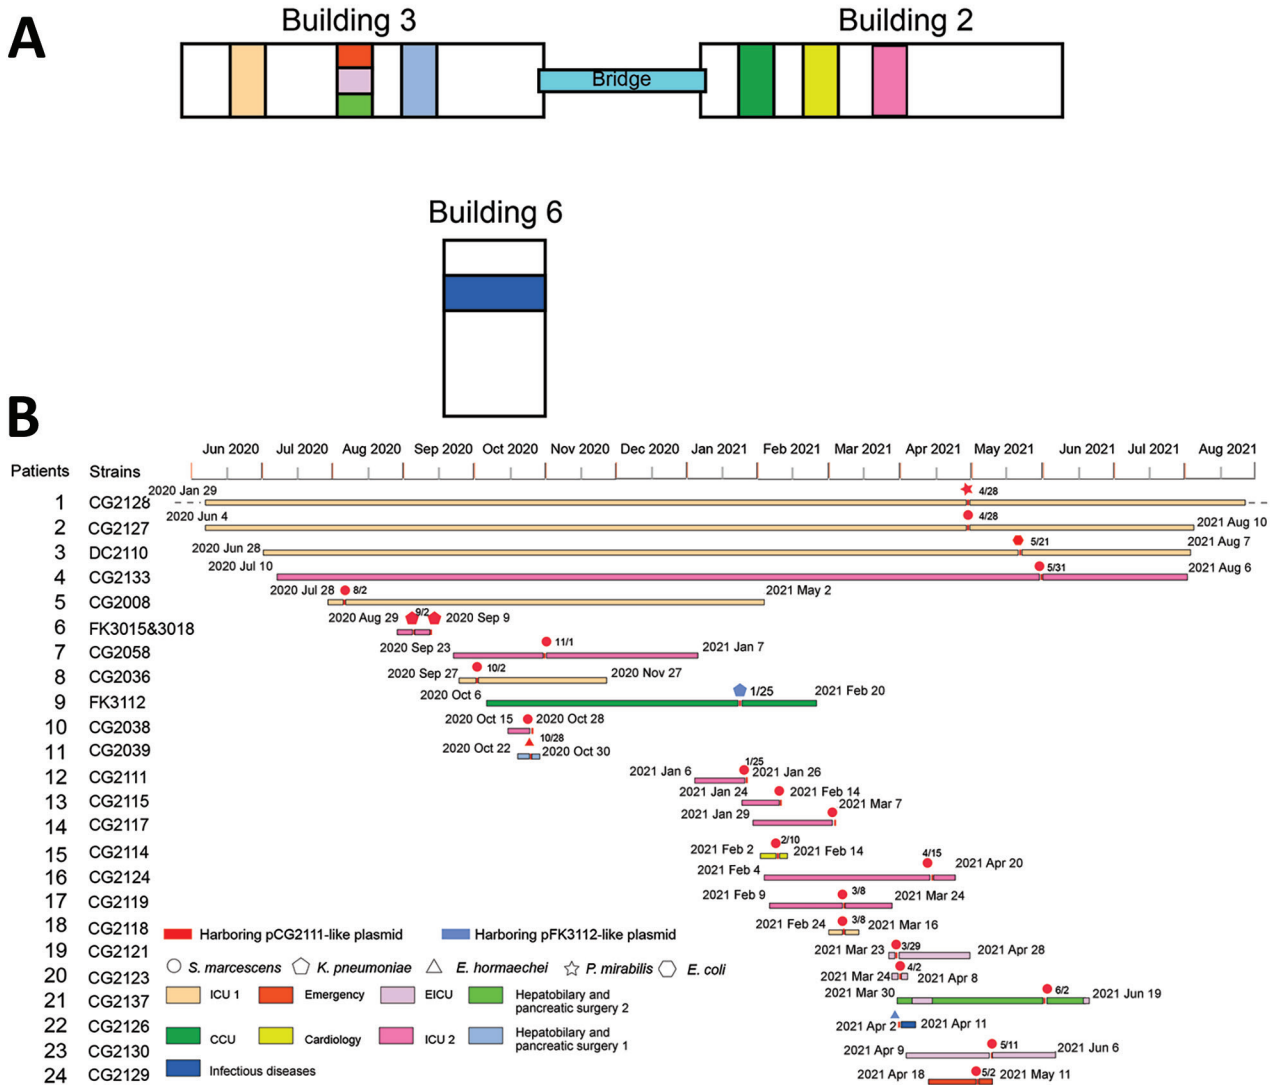 A
Building 3
Building 2
Bridge
Building 6
B
Jun 2020 Jul 2020 Aug 2020 Sep 2020 Oct 2020 Nov 2020 Dec 2020 Jan 2021 Feb 2021 Mar 2021 Apr 2021 May 2021 Jun 2021 Jul 2021 Aug 2021
Patients Strains
1 CG2128 2020 Jan 29 4/28
2 CG2127 2020 Jun 4 4/28 2021 Aug 10
3 DC2110 2020 Jun 28 5/21 2021 Aug 7
4 CG2133 2020 Jul 10 5/31 2021 Aug 6
5 CG2008 2020 Jul 28 8/2 2021 May 2
6 FK3015&3018 2020 Aug 29 9/2 2020 Sep 9
7 CG2058 2020 Sep 23 11/1 2021 Jan 7
8 CG2036 2020 Sep 27 10/2 2020 Nov 27
9 FK3112 2020 Oct 6 1/25 2021 Feb 20
10 CG2038 2020 Oct 15 2020 Oct 28
11 CG2039 2020 Oct 22 10/28 2020 Oct 30
12 CG2111 2021 Jan 6 1/25 2021 Jan 26
13 CG2115 2021 Jan 24 2021 Feb 14
14 CG2117 2021 Jan 29 2021 Mar 7
15 CG2114 2021 Feb 2 2/10 2021 Feb 14
16 CG2124 2021 Feb 4 4/15 2021 Apr 20
17 CG2119 2021 Feb 9 3/8 2021 Mar 24
18 CG2118 2021 Feb 24 3/8 2021 Mar 16
19 CG2121 2021 Mar 23 3/29 2021 Apr 28
20 CG2123 2021 Mar 24 4/2 2021 Apr 8
21 CG2137 2021 Mar 30 6/2 2021 Jun 19
22 CG2126 2021 Apr 2 2021 Apr 11
23 CG2130 2021 Apr 9 5/11 2021 Jun 6
24 CG2129 2021 Apr 18 5/2 2021 May 11
Harboring pCG2111-like plasmid Harboring pFK3112-like plasmid
S. marcescens K. pneumoniae E. hormaechei P. mirabilis E. coli
ICU 1 Emergency EICU Hepatobilary and
pancreatic surgery 2
CCU Cardiology ICU 2 Hepatobilary and
pancreatic surgery 1
Infectious diseases